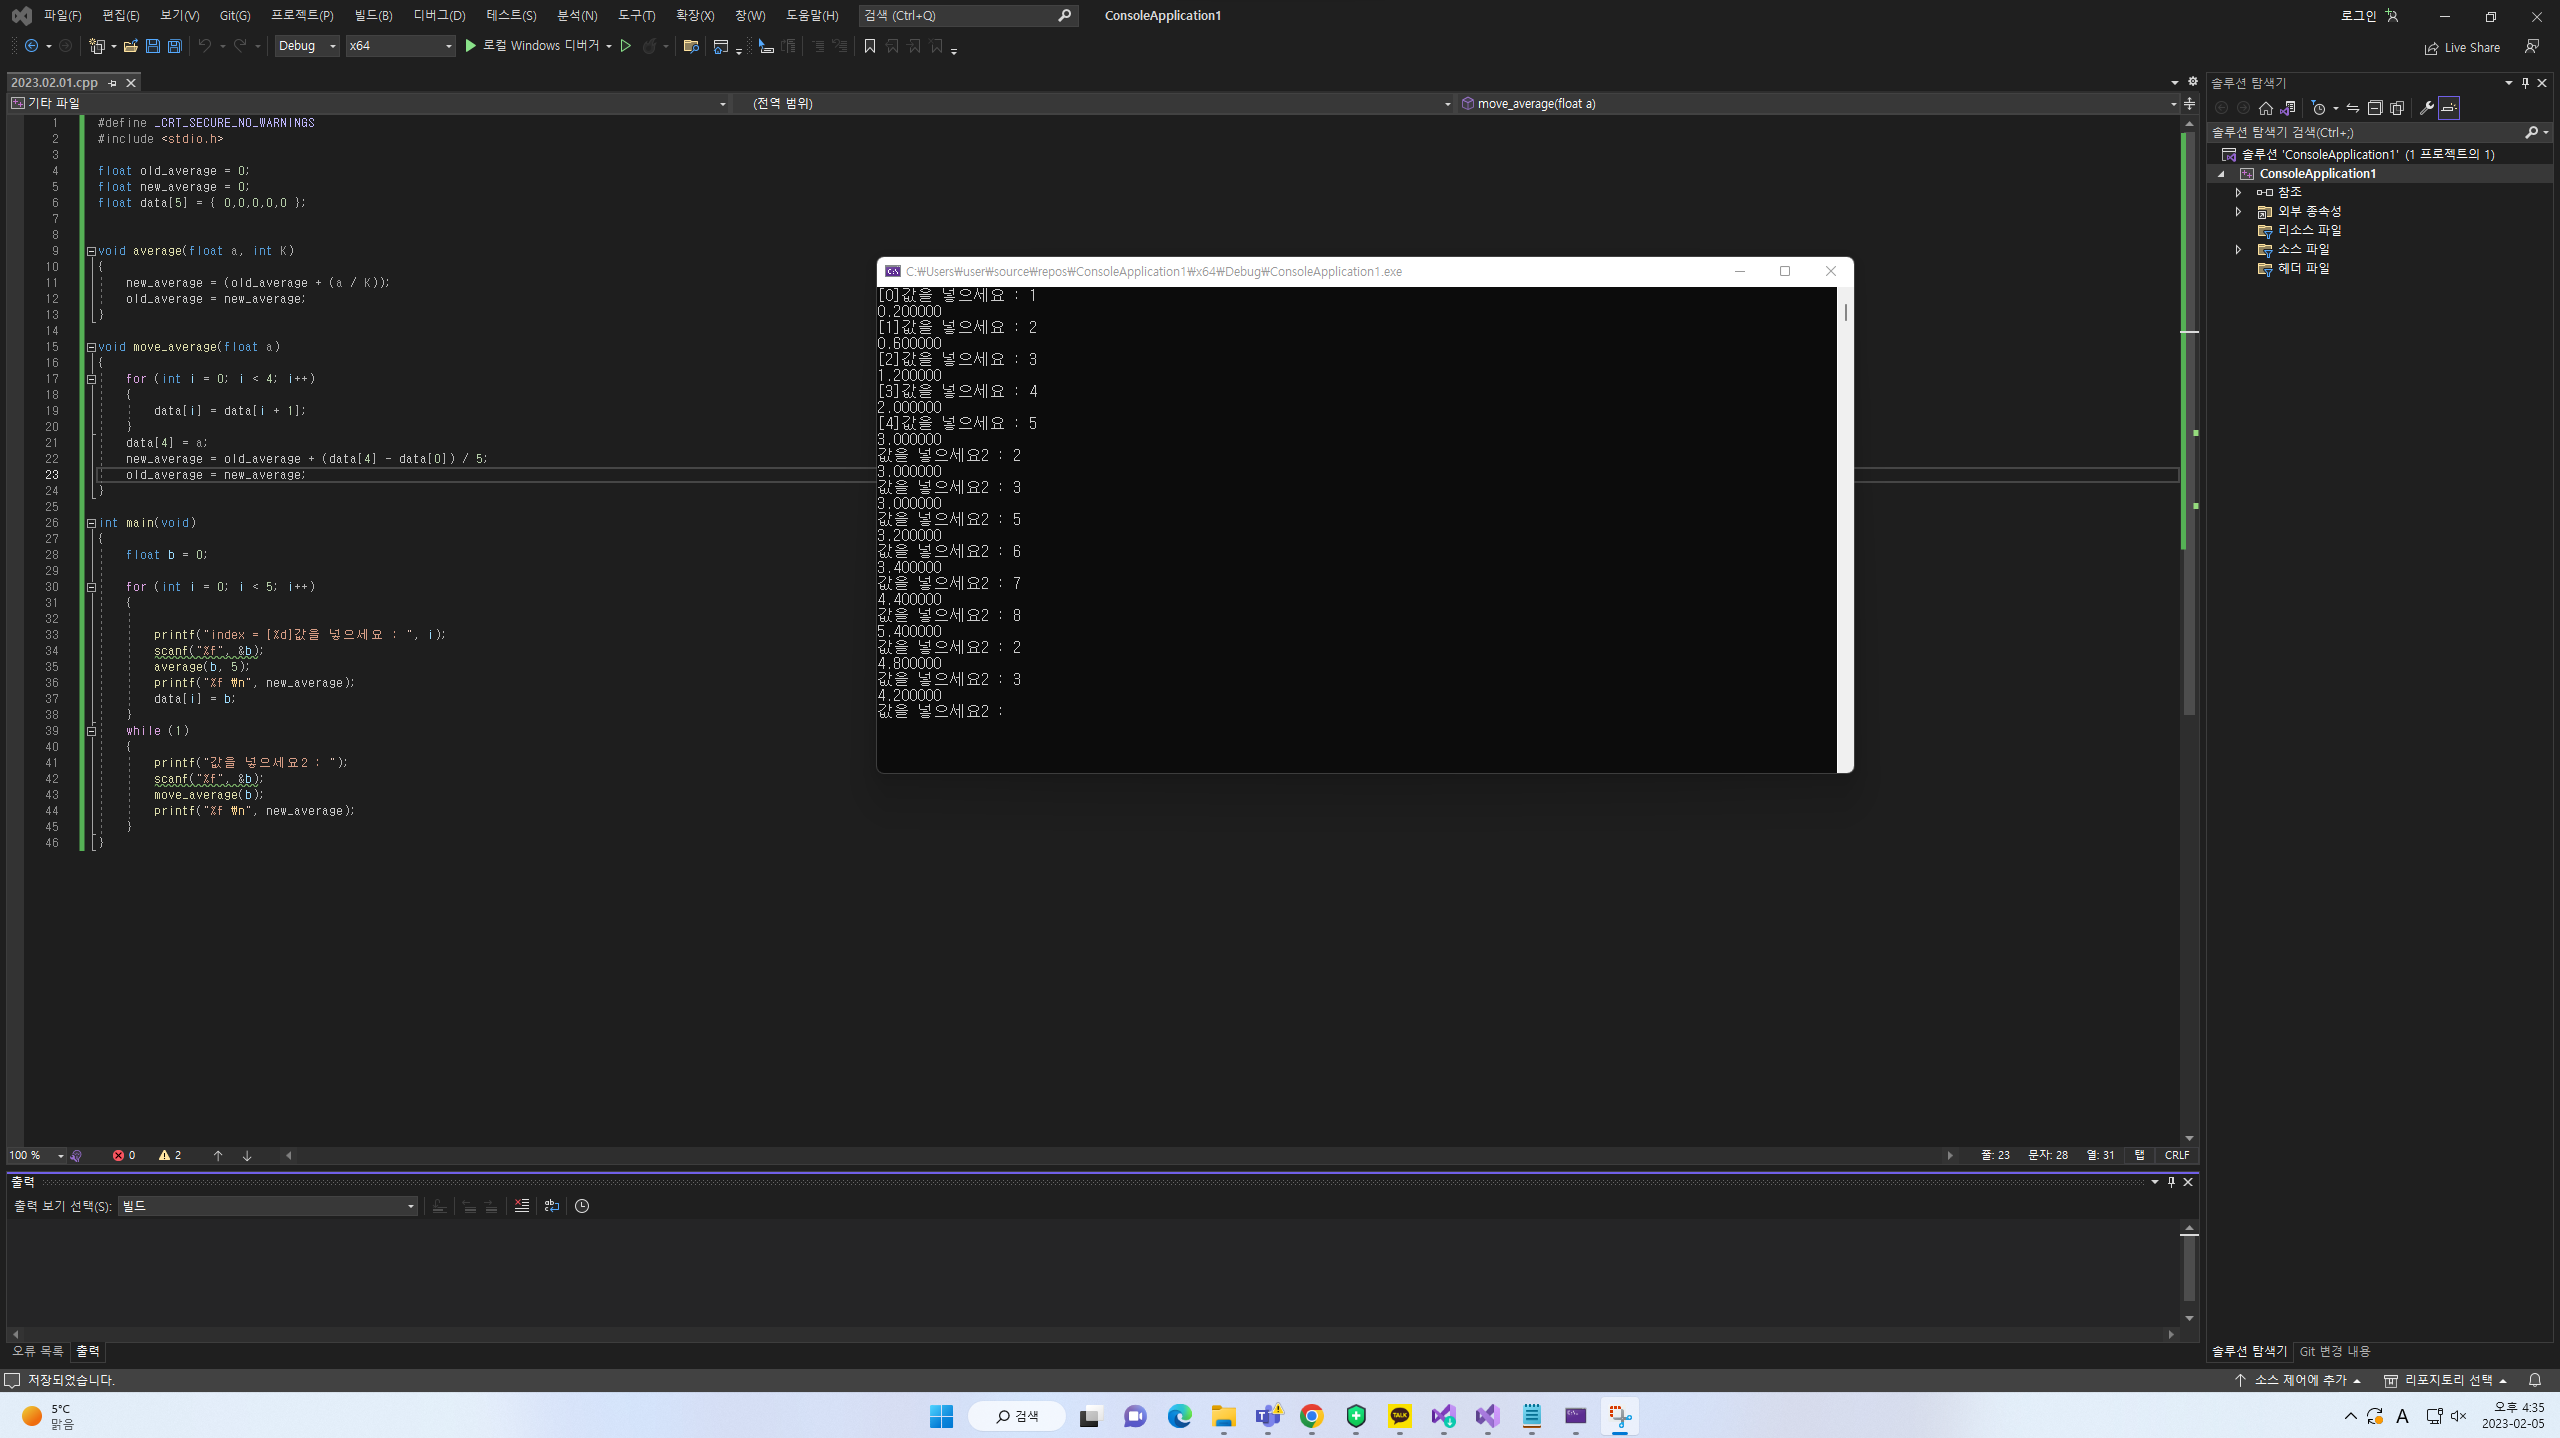 파일(F) 편집(E) 보기(V) Git(G) 프로젝트(P) 빌드(B) 디버그(D) 테스트(S) 분석(N) 도구(T) 확장(X) 창(W) 도움말(H) 검색 (Ctrl+Q) ConsoleApplication1 로그인
Debug x64 로컬 Windows 디버거 Live Share
2023.02.01.cpp
기타 파일 (전역 범위) move_average(float a)
1 #define _CRT_SECURE_NO_WARNINGS
2 #include <stdio.h>
3
4 float old_average = 0;
5 float new_average = 0;
6 float data[5] = { 0,0,0,0,0 };
7
8
9 void average(float a, int K)
10 {
11 new_average = (old_average + (a / K));
12 old_average = new_average;
13 }
14
15 void move_average(float a)
16 {
17 for (int i = 0; i < 4; i++)
18 {
19 data[i] = data[i + 1];
20 }
21 data[4] = a;
22 new_average = old_average + (data[4] - data[0]) / 5;
23 old_average = new_average;
24 }
25
26 int main(void)
27 {
28 float b = 0;
29
30 for (int i = 0; i < 5; i++)
31 {
32
33 printf("index = [%d]값을 넣으세요 : ", i);
34 scanf("%f", &b);
35 average(b, 5);
36 printf("%f ₩n", new_average);
37 data[i] = b;
38 }
39 while (1)
40 {
41 printf("값을 넣으세요2 : ");
42 scanf("%f", &b);
43 move_average(b);
44 printf("%f ₩n", new_average);
45 }
46 }
C:₩Users₩user₩source₩repos₩ConsoleApplication1₩x64₩Debug₩ConsoleApplication1.exe
[0]값을 넣으세요 : 1
0.200000
[1]값을 넣으세요 : 2
0.600000
[2]값을 넣으세요 : 3
1.200000
[3]값을 넣으세요 : 4
2.000000
[4]값을 넣으세요 : 5
3.000000
값을 넣으세요2 : 2
3.000000
값을 넣으세요2 : 3
3.000000
값을 넣으세요2 : 5
3.200000
값을 넣으세요2 : 6
3.400000
값을 넣으세요2 : 7
4.400000
값을 넣으세요2 : 8
5.400000
값을 넣으세요2 : 2
4.800000
값을 넣으세요2 : 3
4.200000
값을 넣으세요2 :
솔루션 탐색기
솔루션 탐색기 검색(Ctrl+;)
솔루션 'ConsoleApplication1' (1 프로젝트의 1)
ConsoleApplication1
참조
외부 종속성
리소스 파일
소스 파일
헤더 파일
100 % 0 2 줄: 23 문자: 28 열: 31 탭 CRLF
출력
출력 보기 선택(S): 빌드
오류 목록 출력
솔루션 탐색기 Git 변경 내용
저장되었습니다. 소스 제어에 추가 리포지토리 선택
5°C
맑음
검색
TALK
A
오후 4:35
2023-02-05